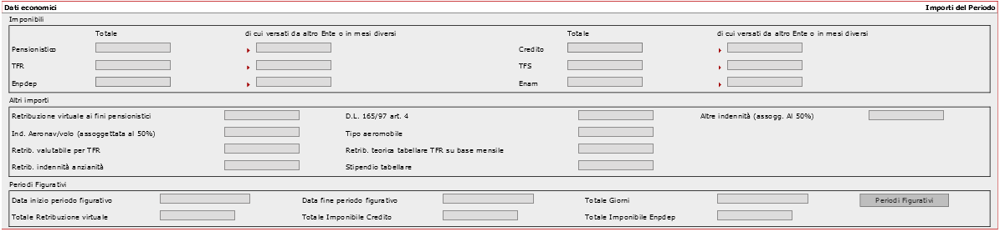 Dati economici Importi del Periodo
Imponibili
Totale di cui versati da altro Ente o in mesi diversi Totale di cui versati da altro Ente o in mesi diversi
Pensionistico Credito
TFR TFS
Enpdep Enam
Altri importi
Retribuzione virtuale ai fini pensionistici D.L. 165/97 art. 4 Altre indennità (assogg. Al 50%)
Ind. Aeronav/volo (assoggettata al 50%) Tipo aeromobile
Retrib. valutabile per TFR Retrib. teorica tabellare TFR su base mensile
Retrib. indennità anzianità Stipendio tabellare
Periodi Figurativi
Data inizio periodo figurativo Data fine periodo figurativo Totale Giorni Periodi Figurativi
Totale Retribuzione virtuale Totale Imponibile Credito Totale Imponibile Enpdep